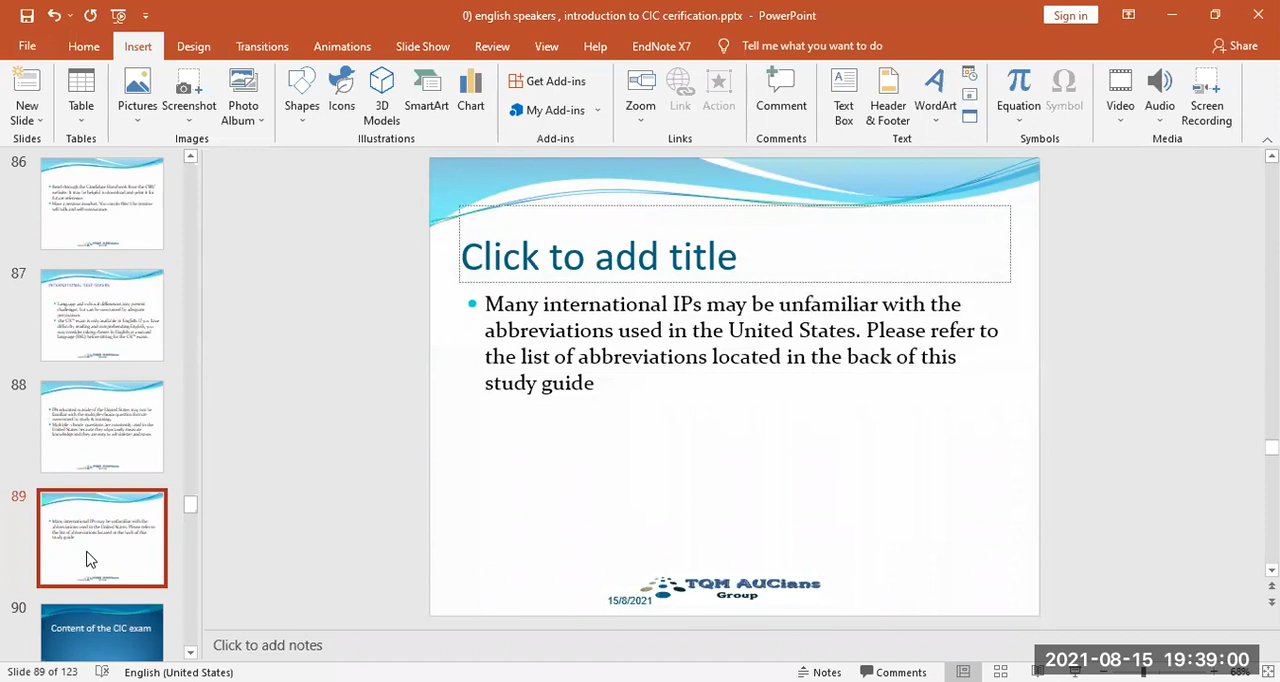 0) english speakers , introduction to CIC cerification.pptx - PowerPoint
Sign in
File Home Insert Design Transitions Animations Slide Show Review View Help EndNote X7 Tell me what you want to do Share
New Slide Table Pictures Screenshot Photo Album Shapes Icons 3D Models SmartArt Chart Get Add-ins My Add-ins Zoom Link Action Comment Text Box Header & Footer WordArt Equation Symbol Video Audio Screen Recording
Slides Tables Images Illustrations Add-ins Links Comments Text Symbols Media
86
87
88
89
90
Content of the CIC exam
Click to add title
Many international IPs may be unfamiliar with the
abbreviations used in the United States. Please refer to
the list of abbreviations located in the back of this
study guide
TQM AUCians
Group
15/8/2021
Click to add notes
2021-08-15 19:39:00
Slide 89 of 123 English (United States) Notes Comments 68%